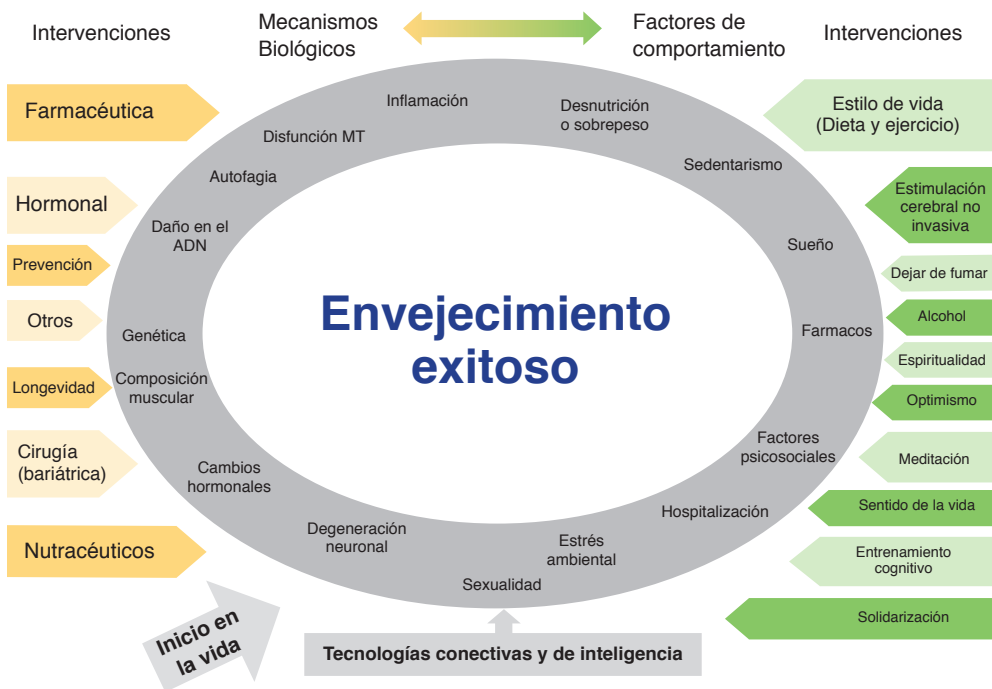 Intervenciones
Mecanismos
Biológicos
Factores de
comportamiento
Intervenciones
Farmacéutica
Hormonal
Prevención
Otros
Longevidad
Cirugía
(bariátrica)
Nutracéuticos
Inflamación
Disfunción MT
Autofagia
Daño en el
ADN
Genética
Composición
muscular
Cambios
hormonales
Degeneración
neuronal
Sexualidad
Envejecimiento
exitoso
Desnutrición
o sobrepeso
Sedentarismo
Sueño
Farmacos
Factores
psicosociales
Hospitalización
Estrés
ambiental
Estilo de vida
(Dieta y ejercicio)
Estimulación
cerebral no
invasiva
Dejar de fumar
Alcohol
Espiritualidad
Optimismo
Meditación
Sentido de la vida
Entrenamiento
cognitivo
Solidarización
Inicio en
la vida
Tecnologías conectivas y de inteligencia